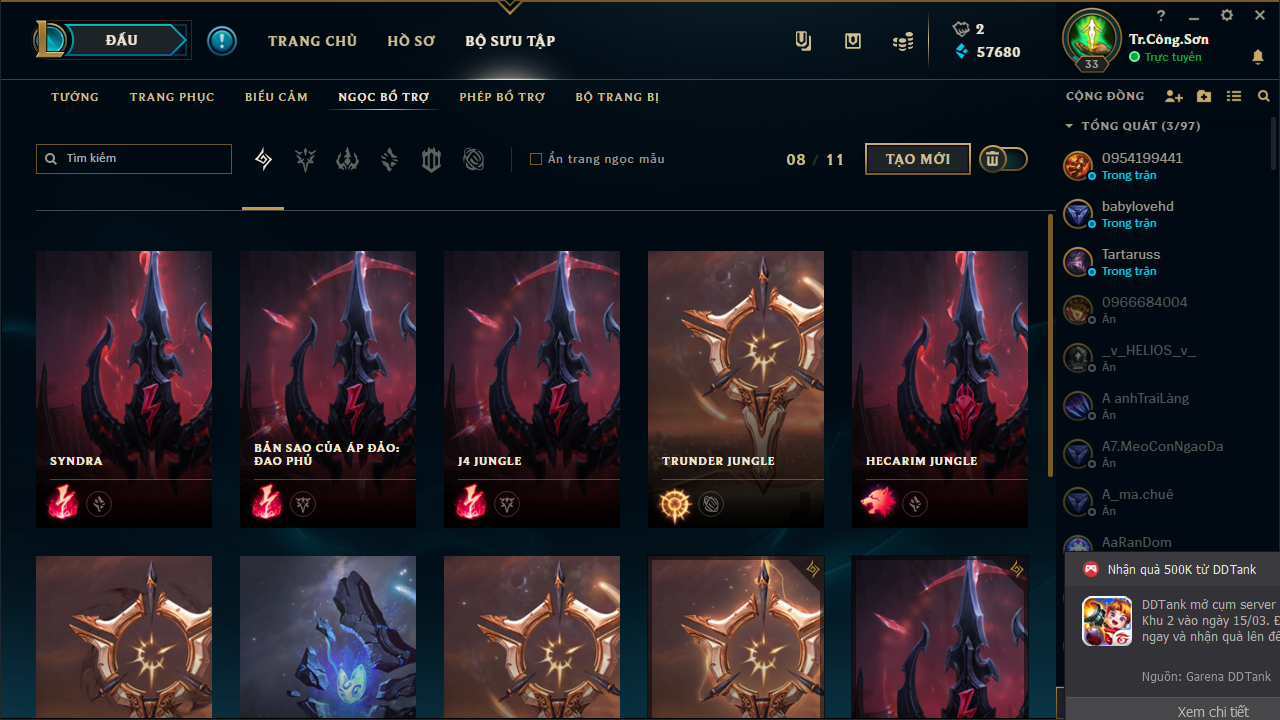 ĐẤU
TRANG CHỦ
HỒ SƠ
BỘ SƯU TẬP
2
57680
33
Tr.Công.Sơn
Trực tuyến
TƯỚNG
TRANG PHỤC
BIỂU CẢM
NGỌC BỔ TRỢ
PHÉP BỔ TRỢ
BỘ TRANG BỊ
Tìm kiếm
Ẩn trang ngọc mẫu
08 / 11
TẠO MỚI
SYNDRA
BẢN SAO CỦA ÁP ĐẢO:
ĐAO PHỦ
J4 JUNGLE
TRUNDER JUNGLE
HECARIM JUNGLE
CỘNG ĐỒNG
TỔNG QUÁT (3/97)
0954199441
Trong trận
babylovehd
Trong trận
Tartaruss
Trong trận
0966684004
Ẩn
_v_HELIOS_v_
Ẩn
A anhTraiLàng
Ẩn
A7.MeoConNgaoDa
Ẩn
A_ma.chuê
Ẩn
AaRanDom
Nhận quà 500K từ DDTank
DDTank mở cụm server
Khu 2 vào ngày 15/03. Đ
ngay và nhận quà lên đế
Nguồn: Garena DDTank
Xem chi tiết